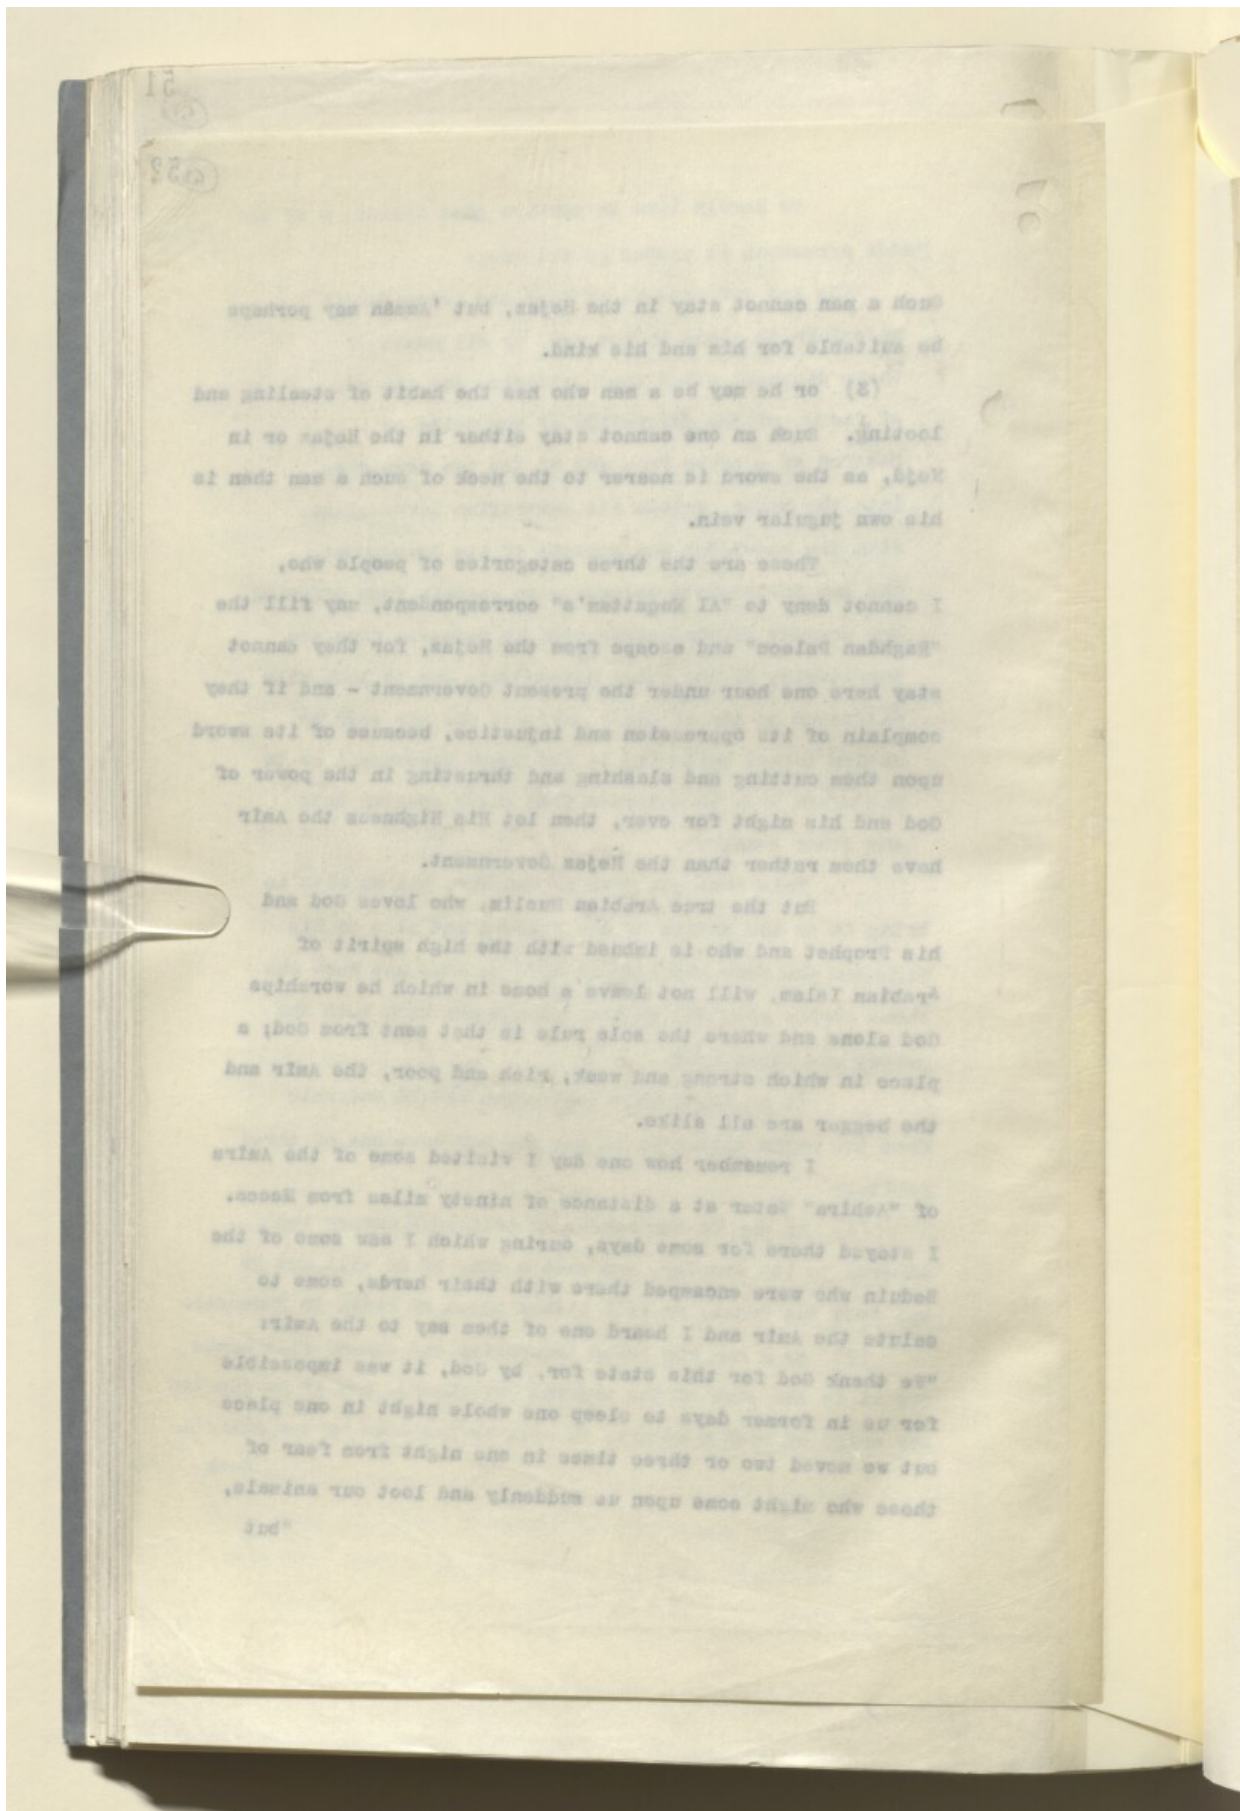 51
52
Such a man cannot stay in the Hejaz, but 'Ammân may perhaps
be suitable for him and his kind.
(3) or he may be a man who has the habit of stealing and
looting. Such an one cannot stay either in the Hejaz or in
Nejd, as the sword is nearer to the neck of such a man than is
his own jugular vein.
These are the three categories of people who,
I cannot deny to "Al Mugattam's" correspondent, may fill the
"Raghdan Palace" and escape from the Hejaz, for they cannot
stay here one hour under the present Government - and if they
complain of its oppression and injustice, because of its sword
upon them cutting and slashing and thrusting in the power of
God and his might for ever, then let His Highness the Amîr
have them rather than the Hejaz Government.
But the true Arabian Muslim, who loves God and
his Prophet and who is imbued with the high spirit of
Arabian Islam, will not leave a home in which he worships
God alone and where the sole rule is that sent from God; a
place in which strong and weak, rich and poor, the Amîr and
the beggar are all alike.
I remember how one day I visited some of the Amirs
of "Ashira" Water at a distance of ninety miles from Mecca.
I stayed there for some days, during which I saw some of the
Beduin who were encamped there with their herds, come to
salute the Amir and I heard one of them say to the Amir:
"We thank God for this state for, by God, it was impossible
for us in former days to sleep one whole night in one place
but we moved two or three times in one night from fear of
those who might come upon us suddenly and loot our animals,
"but